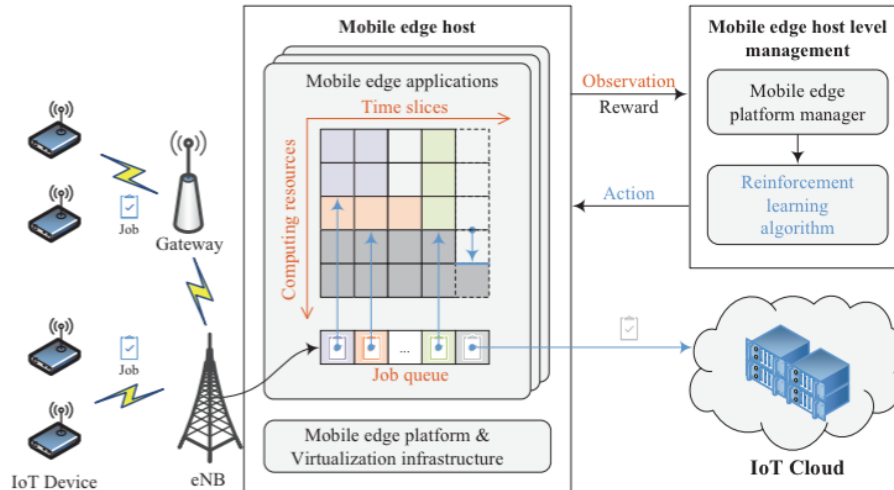 Mobile edge host
Mobile edge applications
Time slices
Computing resources
...
Job queue
Mobile edge platform &
Virtualization infrastructure
Job
Gateway
Job
IoT Device
eNB
Observation
Reward
Action
Mobile edge host level
management
Mobile edge
platform manager
Reinforcement
learning
algorithm
IoT Cloud